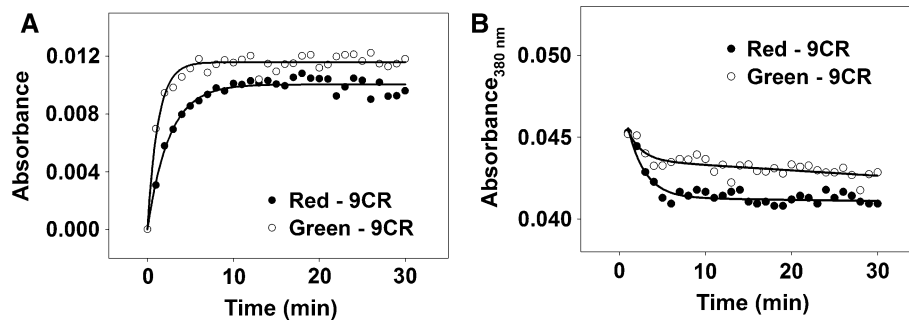 A
Absorbance
0.012
0.008
0.004
0.000
Red - 9CR
Green - 9CR
0 10 20 30
Time (min)
B
Absorbance380 nm
0.050
0.045
0.040
Red - 9CR
Green - 9CR
0 10 20 30
Time (min)